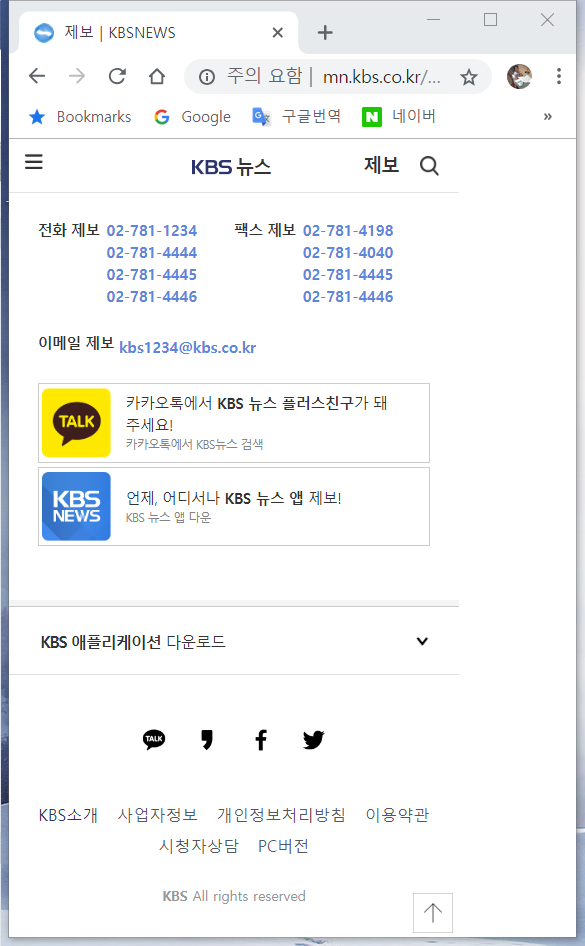 제보 | KBSNEWS
주의 요함 | mn.kbs.co.kr/...
Bookmarks Google 구글번역 네이버 »
KBS 뉴스 제보
전화 제보 02-781-1234 팩스 제보 02-781-4198
02-781-4444 02-781-4040
02-781-4445 02-781-4445
02-781-4446 02-781-4446
이메일 제보 kbs1234@kbs.co.kr
TALK
카카오톡에서 KBS 뉴스 플러스친구가 돼
주세요!
카카오톡에서 KBS뉴스 검색
KBS
NEWS
언제, 어디서나 KBS 뉴스 앱 제보!
KBS 뉴스 앱 다운
KBS 애플리케이션 다운로드
TALK
KBS소개 사업자정보 개인정보처리방침 이용약관
시청자상담 PC버전
KBS All rights reserved